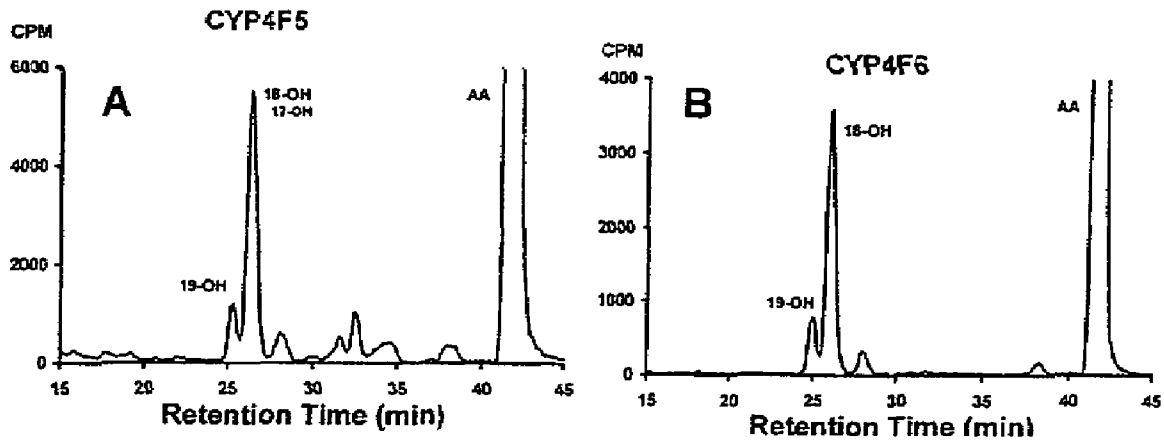 CYP4F5
CPM
6000
A
18-OH
17-OH
AA
4000
2000
19-OH
0
15 20 25 30 35 40 45
Retention Time (min)
CPM
CYP4F6
4000
B
18-OH
AA
3000
2000
1000
19-OH
0
15 20 25 30 35 40 45
Retention Time (min)